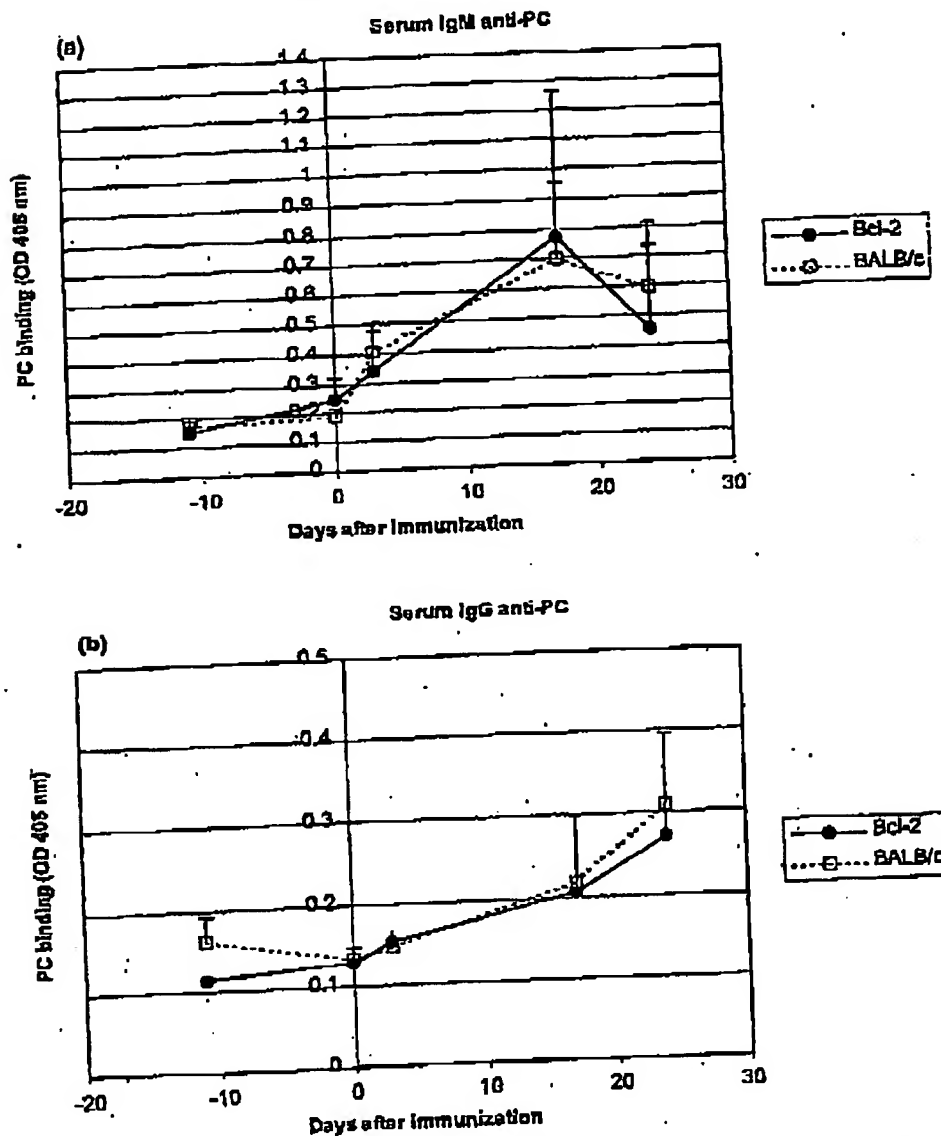 Serum IgM anti-PC
(a)
1.4
1.3
1.2
1.1
1
0.9
0.8
0.7
0.6
0.5
0.4
0.3
0.2
0.1
0
PC binding (OD 405 nm)
-20
-10
0
10
20
30
Days after immunization
Bcl-2
BALB/c
Serum IgG anti-PC
(b)
0.5
0.4
0.3
0.2
0.1
0
PC binding (OD 405 nm)
-20
-10
0
10
20
30
Days after immunization
Bcl-2
BALB/c